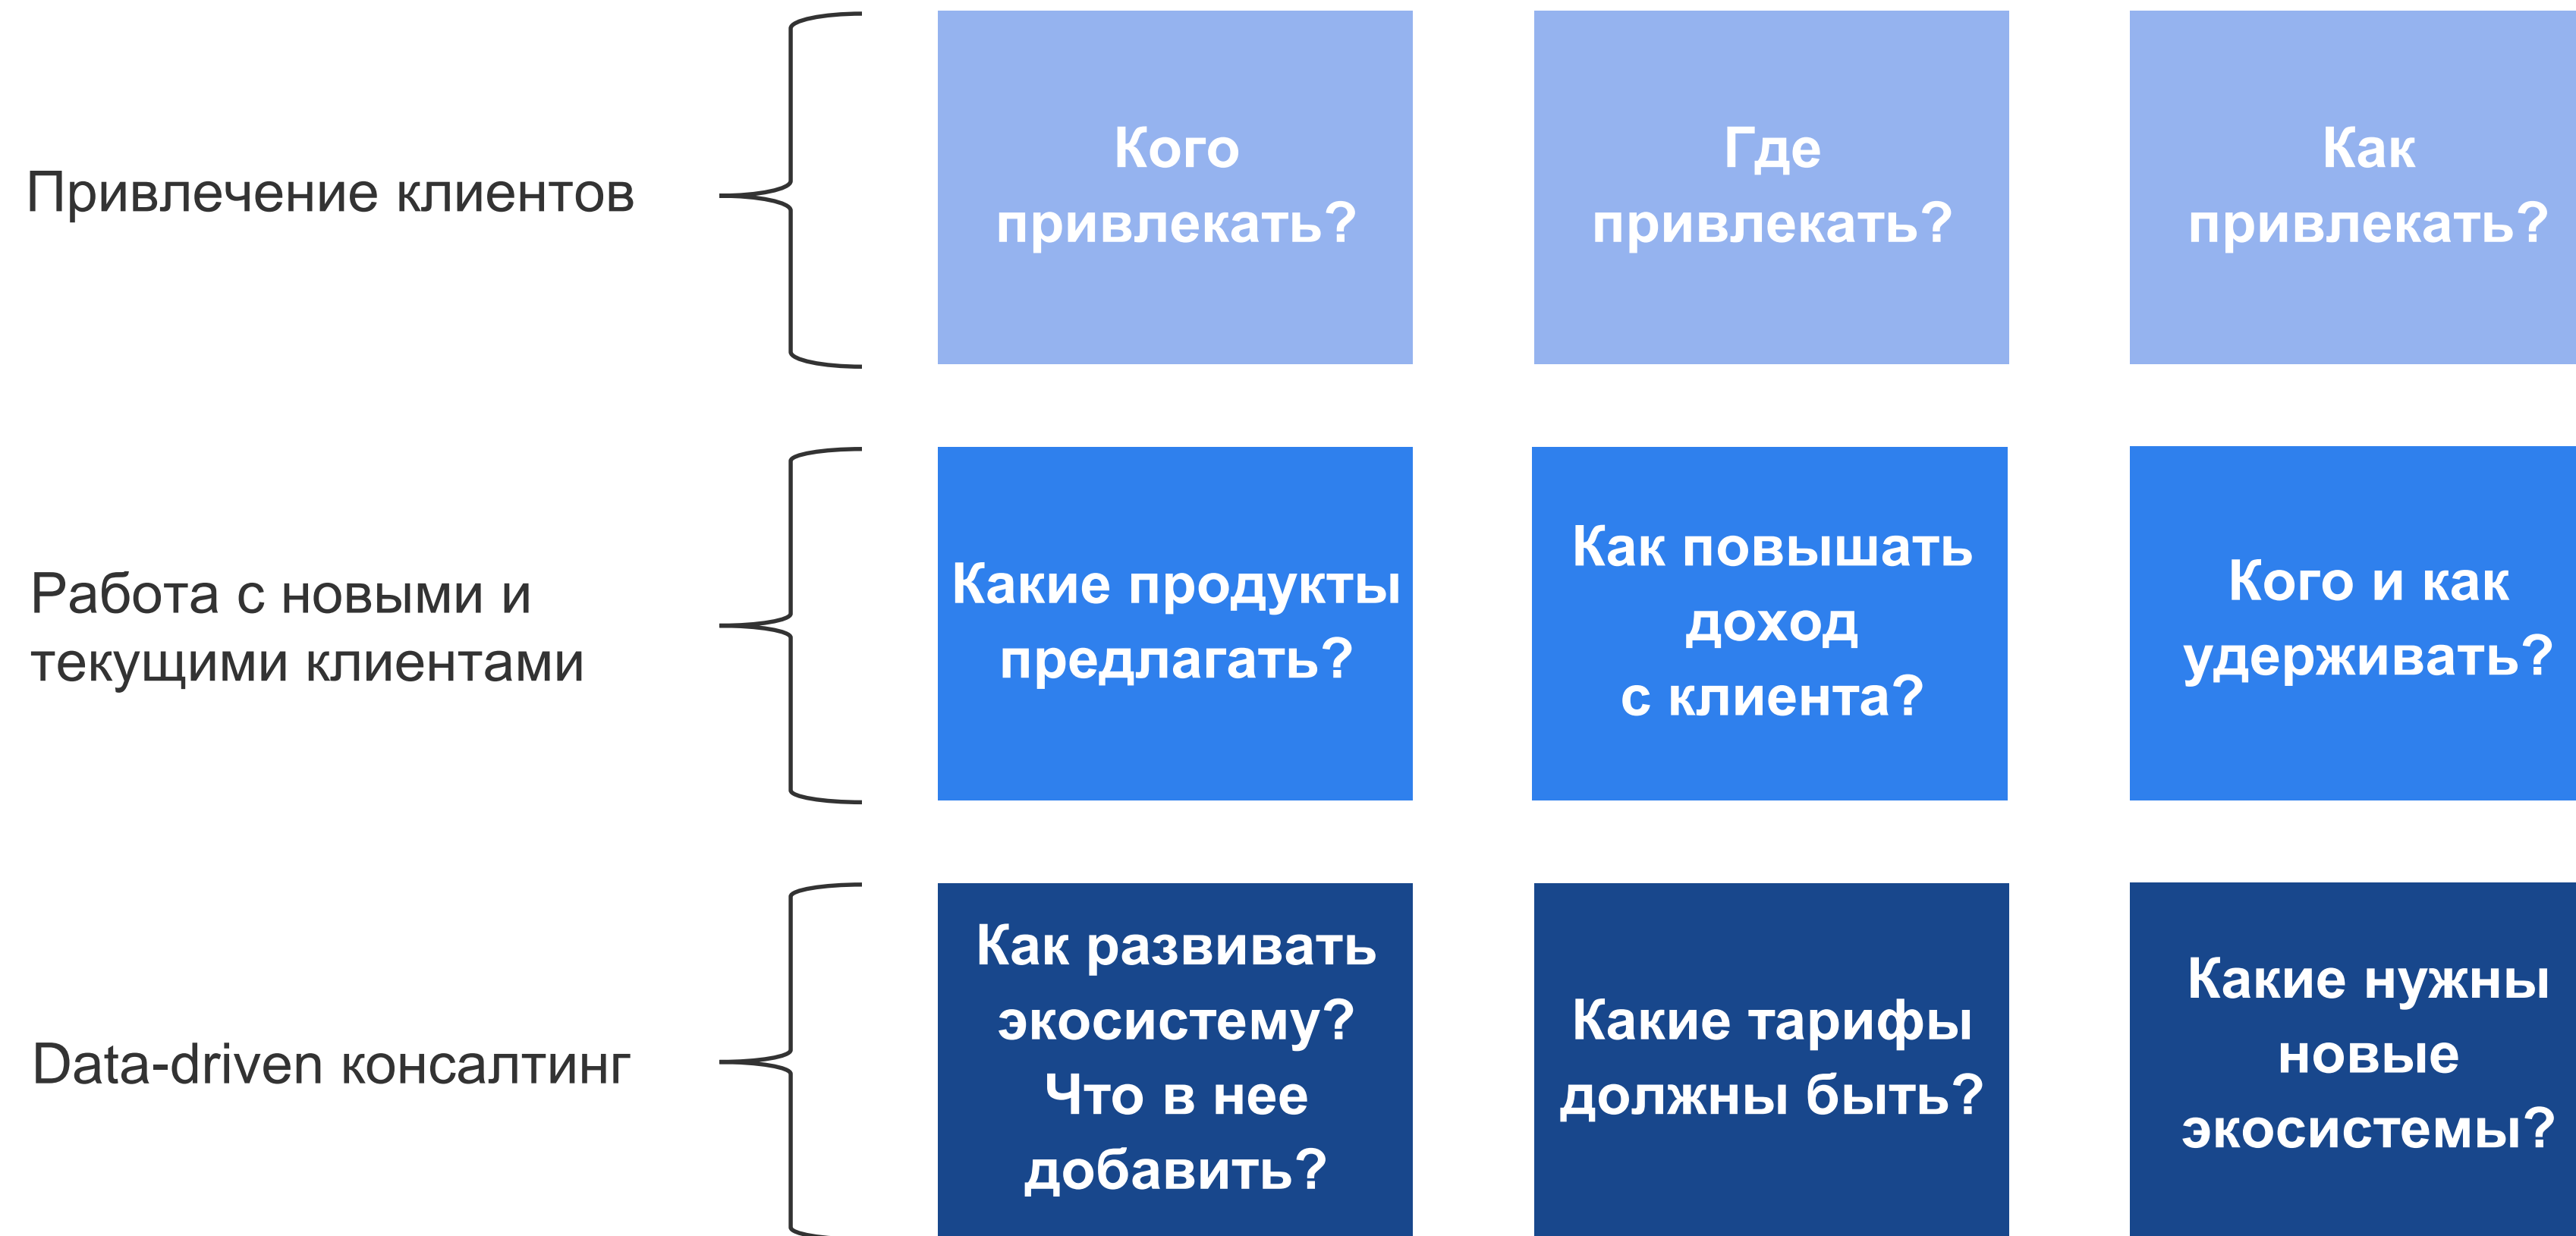 Привлечение клиентов
Кого
привлекать?
Где
привлекать?
Как
привлекать?
Работа с новыми и
текущими клиентами
Какие продукты
предлагать?
Как повышать
доход
с клиента?
Кого и как
удерживать?
Data-driven консалтинг
Как развивать
экосистему?
Что в нее
добавить?
Какие тарифы
должны быть?
Какие нужны
новые
экосистемы?